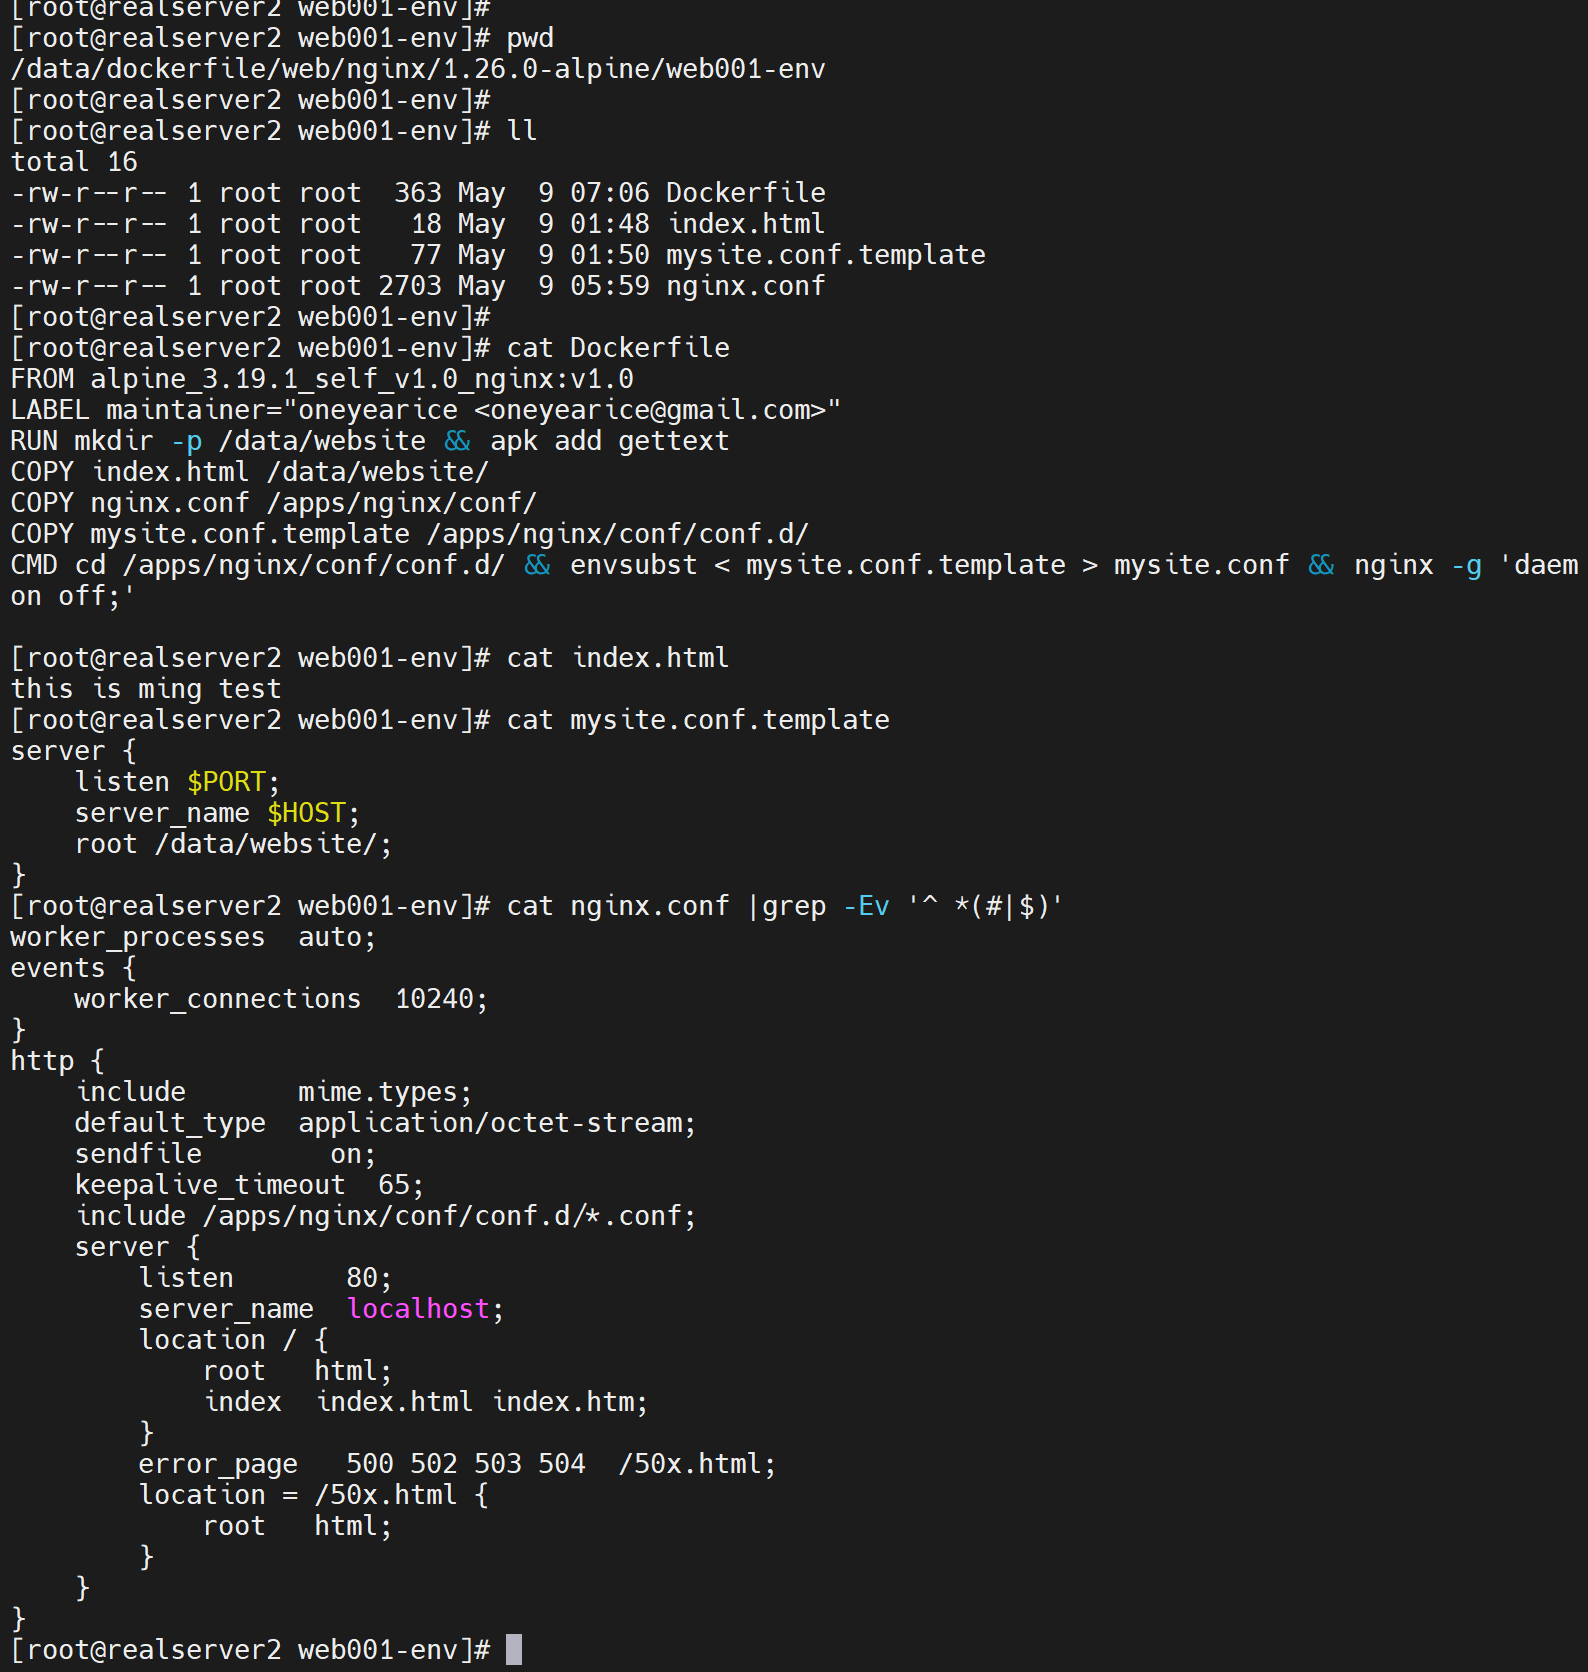 [root@realserver2 web001-env]#
[root@realserver2 web001-env]# pwd
/data/dockerfile/web/nginx/1.26.0-alpine/web001-env
[root@realserver2 web001-env]#
[root@realserver2 web001-env]# ll
total 16
-rw-r--r-- 1 root root  363 May  9 07:06 Dockerfile
-rw-r--r-- 1 root root   18 May  9 01:48 index.html
-rw-r--r-- 1 root root   77 May  9 01:50 mysite.conf.template
-rw-r--r-- 1 root root 2703 May  9 05:59 nginx.conf
[root@realserver2 web001-env]#
[root@realserver2 web001-env]# cat Dockerfile
FROM alpine_3.19.1_self_v1.0_nginx:v1.0
LABEL maintainer="oneyearice <oneyearice@gmail.com>"
RUN mkdir -p /data/website && apk add gettext
COPY index.html /data/website/
COPY nginx.conf /apps/nginx/conf/
COPY mysite.conf.template /apps/nginx/conf/conf.d/
CMD cd /apps/nginx/conf/conf.d/ && envsubst < mysite.conf.template > mysite.conf && nginx -g 'daem
on off;'
[root@realserver2 web001-env]# cat index.html
this is ming test
[root@realserver2 web001-env]# cat mysite.conf.template
server {
    listen $PORT;
    server_name $HOST;
    root /data/website/;
}
[root@realserver2 web001-env]# cat nginx.conf |grep -Ev '^ *(#|$)'
worker_processes  auto;
events {
    worker_connections  10240;
}
http {
    include       mime.types;
    default_type  application/octet-stream;
    sendfile        on;
    keepalive_timeout  65;
    include /apps/nginx/conf/conf.d/*.conf;
    server {
        listen       80;
        server_name  localhost;
        location / {
            root   html;
            index  index.html index.htm;
        }
        error_page   500 502 503 504  /50x.html;
        location = /50x.html {
            root   html;
        }
    }
}
[root@realserver2 web001-env]#